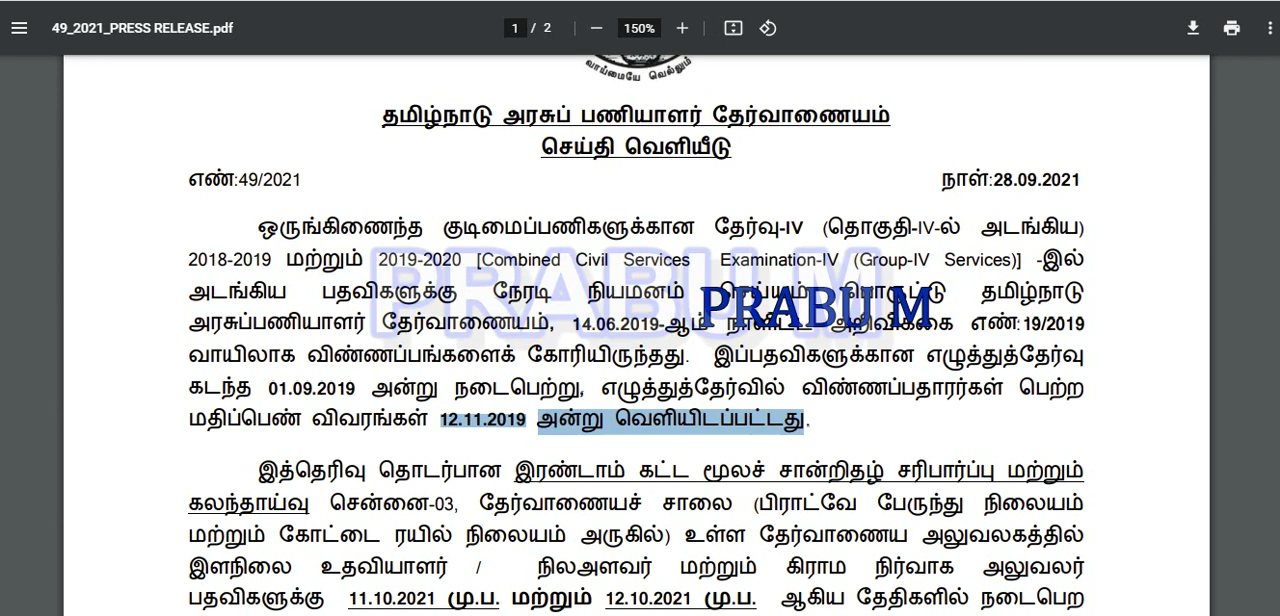 49_2021_PRESS RELEASE.pdf
1 / 2
150%
வாய்மையே வெல்லும்
தமிழ்நாடு அரசுப் பணியாளர் தேர்வாணையம்
செய்தி வெளியீடு
எண்:49/2021 நாள்:28.09.2021
ஒருங்கிணைந்த குடிமைப்பணிகளுக்கான தேர்வு-IV (தொகுதி-IV-ல் அடங்கிய)
2018-2019 மற்றும் 2019-2020 [Combined Civil Services Examination-IV (Group-IV Services)] -இல்
அடங்கிய பதவிகளுக்கு நேரடி நியமனம் செய்யும் பொருட்டு தமிழ்நாடு
PRABU M
PRABU M
அரசுப்பணியாளர் தேர்வாணையம், 14.06.2019-ஆம் நாளிட்ட அறிவிக்கை எண்:19/2019
வாயிலாக விண்ணப்பங்களைக் கோரியிருந்தது. இப்பதவிகளுக்கான எழுத்துத்தேர்வு
கடந்த 01.09.2019 அன்று நடைபெற்று, எழுத்துத்தேர்வில் விண்ணப்பதாரர்கள் பெற்ற
மதிப்பெண் விவரங்கள் 12.11.2019 அன்று வெளியிடப்பட்டது.
இத்தெரிவு தொடர்பான இரண்டாம் கட்ட மூலச் சான்றிதழ் சரிபார்ப்பு மற்றும்
கலந்தாய்வு சென்னை-03, தேர்வாணையச் சாலை (பிராட்வே பேருந்து நிலையம்
மற்றும் கோட்டை ரயில் நிலையம் அருகில்) உள்ள தேர்வாணைய அலுவலகத்தில்
இளநிலை உதவியாளர் / நிலஅளவர் மற்றும் கிராம நிர்வாக அலுவலர்
பதவிகளுக்கு 11.10.2021 மு.ப. மற்றும் 12.10.2021 மு.ப. ஆகிய தேதிகளில் நடைபெற